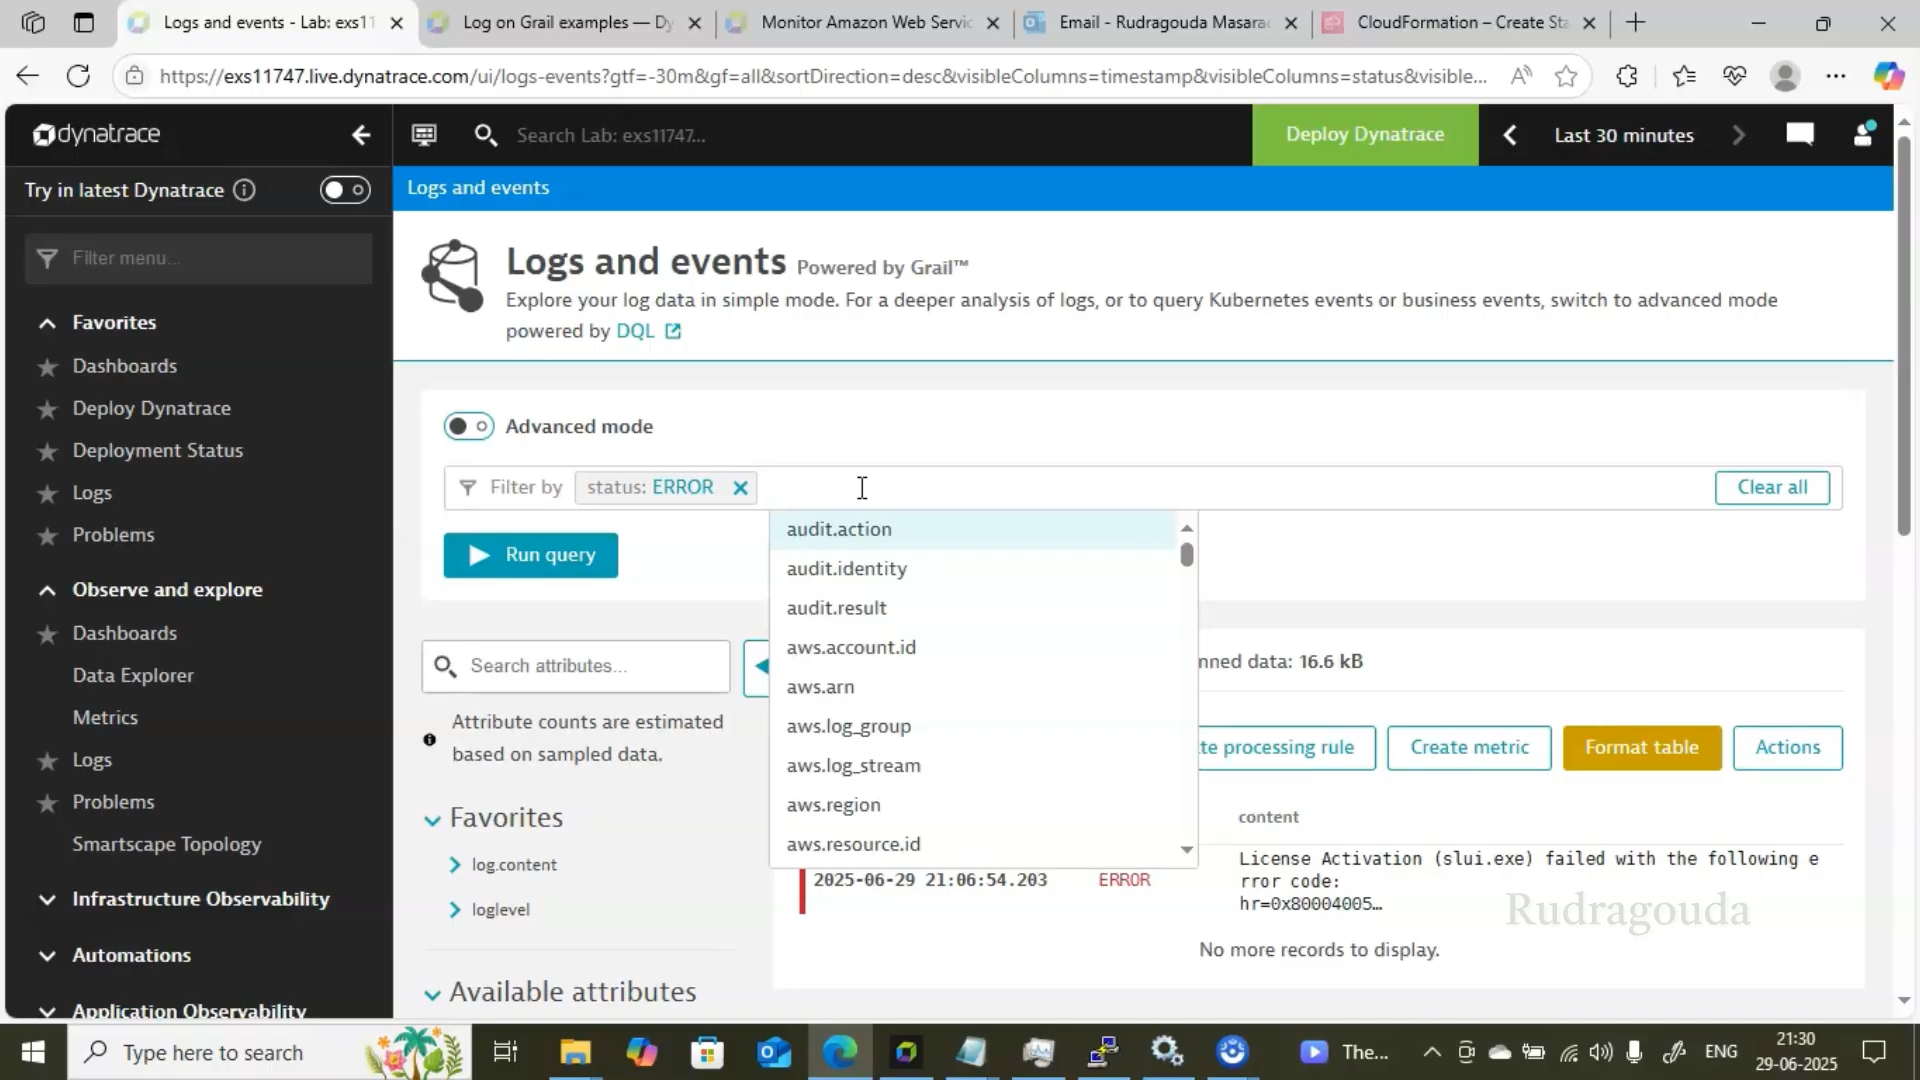 Logs and events - Lab: exs11
Log on Grail examples — Dy
Monitor Amazon Web Servic
Email - Rudragouda Masara
CloudFormation – Create Sta
https://exs11747.live.dynatrace.com/ui/logs-events?gtf=-30m&gf=all&sortDirection=desc&visibleColumns=timestamp&visibleColumns=status&visible...
dynatrace
Search Lab: exs11747...
Deploy Dynatrace
Last 30 minutes
Try in latest Dynatrace
Logs and events
Filter menu...
Favorites
Dashboards
Deploy Dynatrace
Deployment Status
Logs
Problems
Observe and explore
Dashboards
Data Explorer
Metrics
Logs
Problems
Smartscape Topology
Infrastructure Observability
Automations
Application Observability
Logs and events Powered by Grail™
Explore your log data in simple mode. For a deeper analysis of logs, or to query Kubernetes events or business events, switch to advanced mode
powered by DQL
Advanced mode
Filter by status: ERROR
Clear all
Run query
audit.action
audit.identity
audit.result
aws.account.id
aws.arn
aws.log_group
aws.log_stream
aws.region
aws.resource.id
Search attributes...
Attribute counts are estimated
based on sampled data.
Favorites
log.content
loglevel
Available attributes
nned data: 16.6 kB
te processing rule
Create metric
Format table
Actions
content
2025-06-29 21:06:54.203 ERROR
License Activation (slui.exe) failed with the following e
rror code:
hr=0x80004005…
No more records to display.
Rudragouda
Type here to search
The...
ENG
21:30
29-06-2025